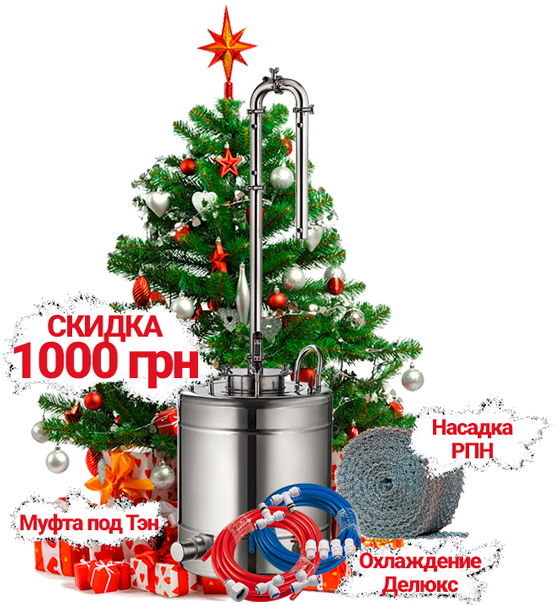 СКИДКА
1000 грн
Насадка
РПН
Муфта под Тэн
Охлаждение
Делюкс